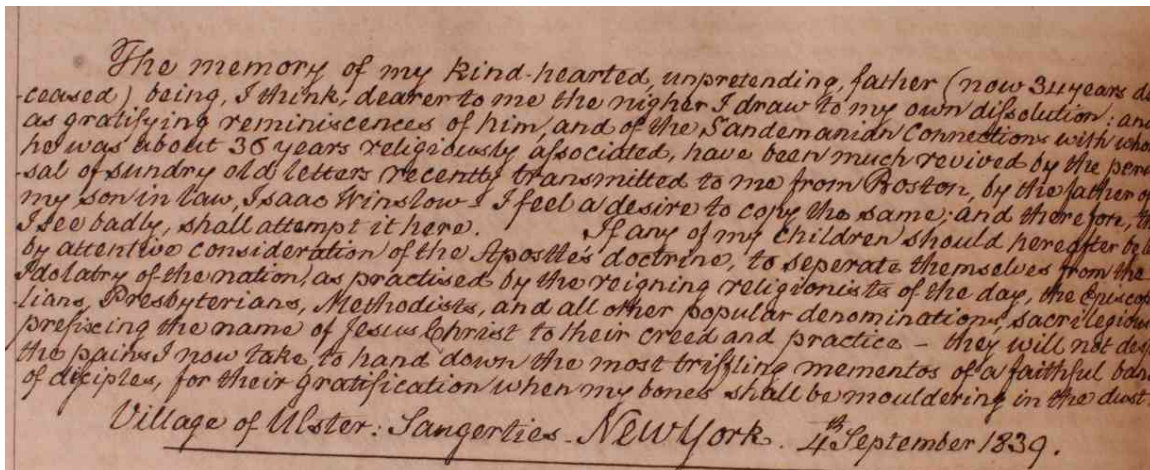 The memory of my kind-hearted, unpretending, father (now 34 years de
-ceased) being, I think, dearer to me the nigher I draw to my own dissolution: and
as gratifying reminiscences of him, and of the Sandemanian Connections with who
he was about 36 years religiously associated, have been much revived by the peru
-sal of sundry old letters recently transmitted to me from Boston, by the father of
my son in law, Isaac Winslow - I feel a desire to copy the same; and therefore, th
I see badly, shall attempt it here. If any of my children should hereafter be le
by attentive consideration of the Apostle's doctrine, to seperate themselves from the
Idolatry of the nation, as practised by the reigning religionists of the day, the Episcop
-lians, Presbyterians, Methodists, and all other popular denominations, sacrilegious
prefixing the name of Jesus Christ to their creed and practice - they will not desp
the pains I now take, to hand down the most triffling mementos of a faithful ban
of diciples, for their gratification when my bones shall be mouldering in the dust.
Village of Ulster: Saugerties - New York. 4th September 1839.